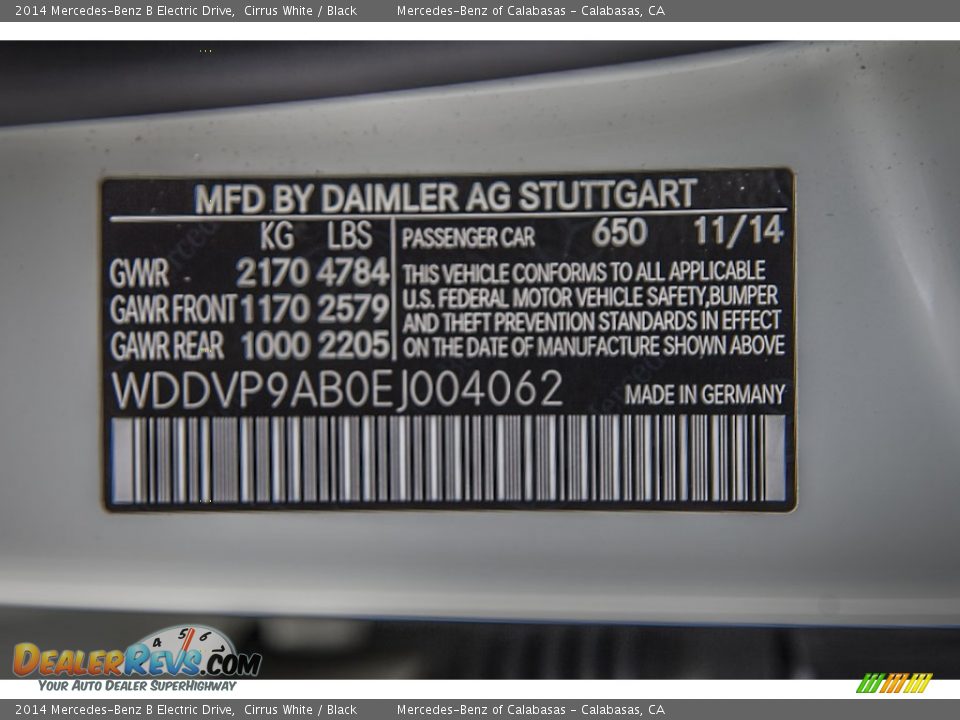 2014 Mercedes-Benz B Electric Drive, Cirrus White / Black Mercedes-Benz of Calabasas - Calabasas, CA
MFD BY DAIMLER AG STUTTGART
KG LBS
GVWR 2170 4784
GAWR FRONT 1170 2579
GAWR REAR 1000 2205
PASSENGER CAR 650 11/14
THIS VEHICLE CONFORMS TO ALL APPLICABLE
U.S. FEDERAL MOTOR VEHICLE SAFETY,BUMPER
AND THEFT PREVENTION STANDARDS IN EFFECT
ON THE DATE OF MANUFACTURE SHOWN ABOVE
WDDVP9AB0EJ004062 MADE IN GERMANY
4 5 6 7
DEALERREVS.COM
YOUR AUTO DEALER SUPERHIGHWAY
2014 Mercedes-Benz B Electric Drive, Cirrus White / Black Mercedes-Benz of Calabasas - Calabasas, CA